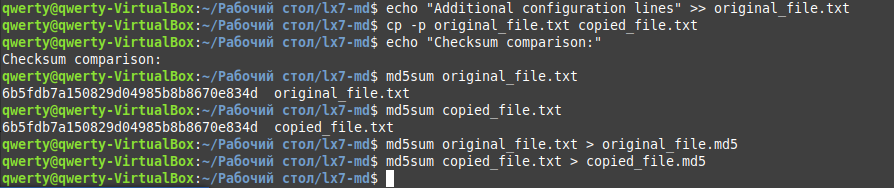 qwerty@qwerty-VirtualBox:~/Рабочий стол/lx7-md$ echo "Additional configuration lines" >> original_file.txt
qwerty@qwerty-VirtualBox:~/Рабочий стол/lx7-md$ cp -p original_file.txt copied_file.txt
qwerty@qwerty-VirtualBox:~/Рабочий стол/lx7-md$ echo "Checksum comparison:"
Checksum comparison:
qwerty@qwerty-VirtualBox:~/Рабочий стол/lx7-md$ md5sum original_file.txt
6b5fdb7a150829d04985b8b8670e834d  original_file.txt
qwerty@qwerty-VirtualBox:~/Рабочий стол/lx7-md$ md5sum copied_file.txt
6b5fdb7a150829d04985b8b8670e834d  copied_file.txt
qwerty@qwerty-VirtualBox:~/Рабочий стол/lx7-md$ md5sum original_file.txt > original_file.md5
qwerty@qwerty-VirtualBox:~/Рабочий стол/lx7-md$ md5sum copied_file.txt > copied_file.md5
qwerty@qwerty-VirtualBox:~/Рабочий стол/lx7-md$